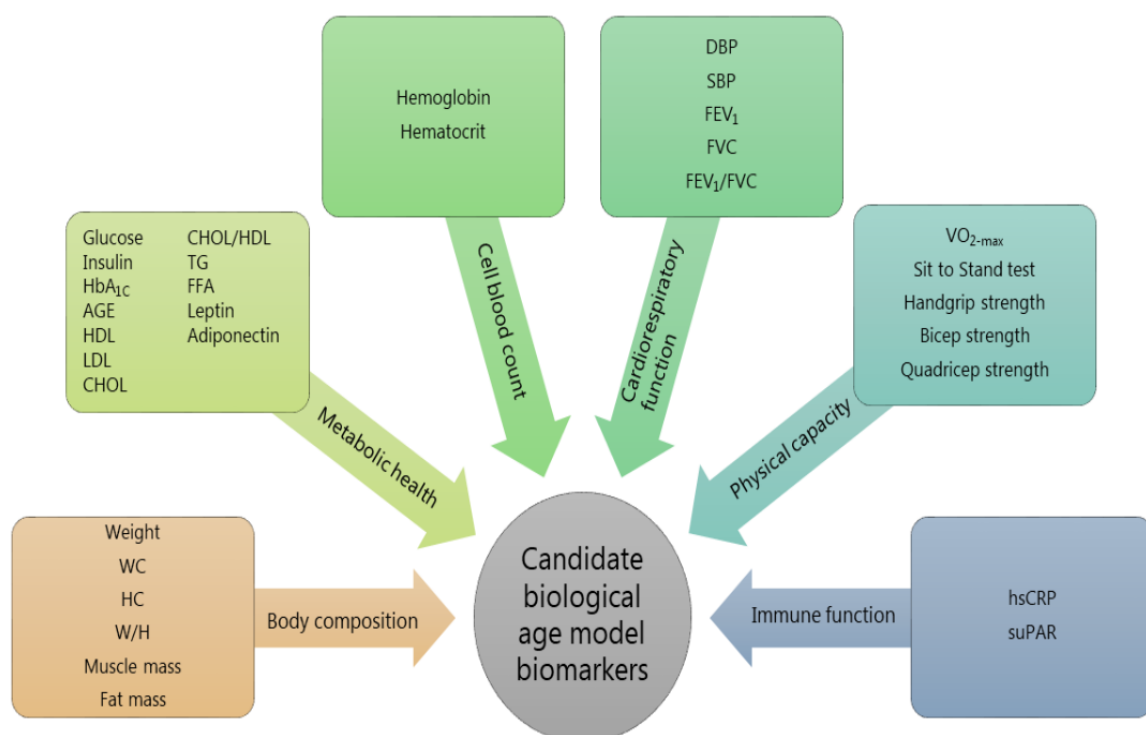 Hemoglobin
Hematocrit
Cell blood count
DBP
SBP
FEV₁
FVC
FEV₁/FVC
Cardiorespiratory
function
Glucose
Insulin
HbA₁C
AGE
HDL
LDL
CHOL
CHOL/HDL
TG
FFA
Leptin
Adiponectin
Metabolic health
VO₂₋max
Sit to Stand test
Handgrip strength
Bicep strength
Quadricep strength
Physical capacity
Weight
WC
HC
W/H
Muscle mass
Fat mass
Body composition
Candidate
biological
age model
biomarkers
Immune function
hsCRP
suPAR